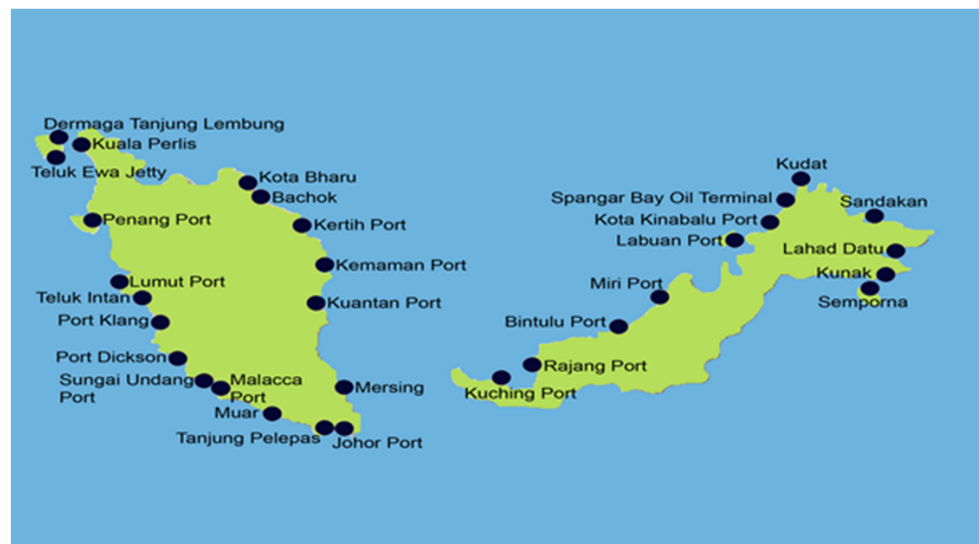 Dermaga Tanjung Lembung
Kuala Perlis
Teluk Ewa Jetty
Kota Bharu
Bachok
Penang Port
Kertih Port
Kemaman Port
Lumut Port
Teluk Intan
Kuantan Port
Port Klang
Port Dickson
Sungai Undang
Port
Malacca
Port
Mersing
Muar
Tanjung Pelepas
Johor Port
Kudat
Spangar Bay Oil Terminal
Sandakan
Kota Kinabalu Port
Labuan Port
Lahad Datu
Kunak
Miri Port
Semporna
Bintulu Port
Rajang Port
Kuching Port